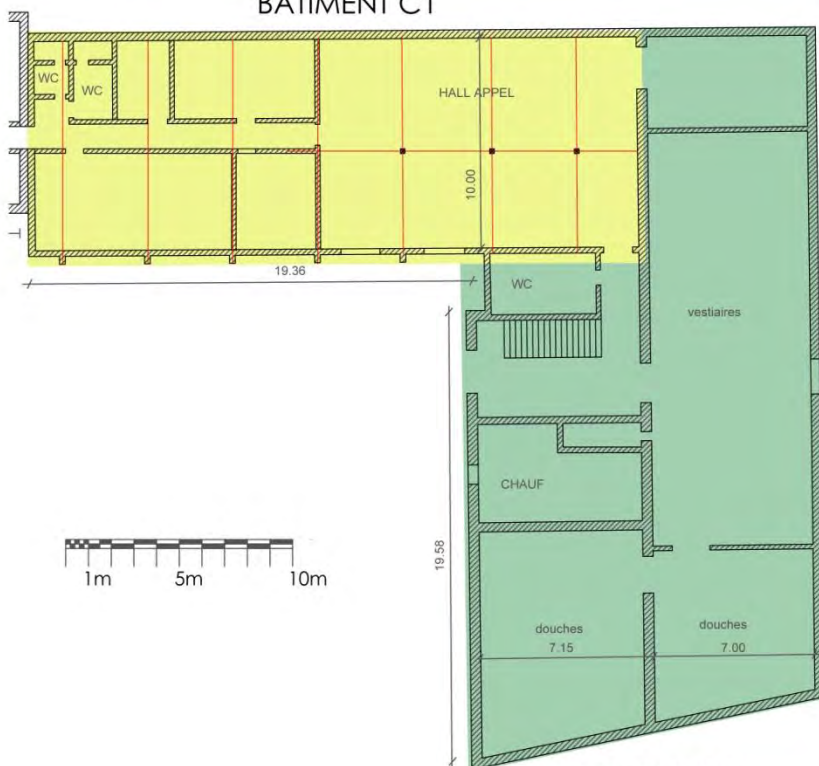 BATIMENT C1
WC
WC
HALL APPEL
10.00
19.36
WC
vestiaires
CHAUF
19.58
1m 5m 10m
douches
7.15
douches
7.00